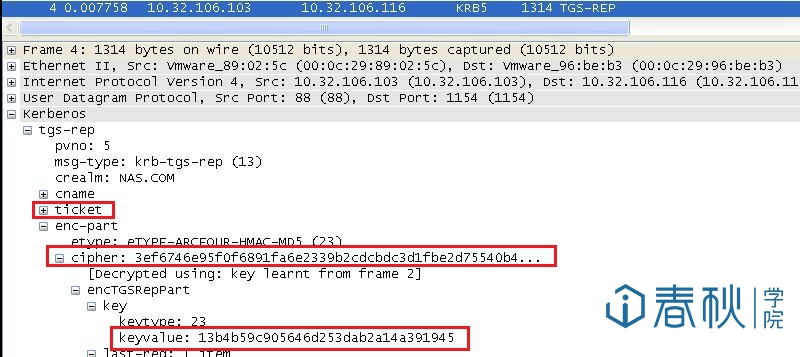 4 0.007758 10.32.106.103 10.32.106.116 KRB5 1314 TGS-REP
Frame 4: 1314 bytes on wire (10512 bits), 1314 bytes captured (10512 bits)
Ethernet II, Src: Vmware_89:02:5c (00:0c:29:89:02:5c), Dst: Vmware_96:be:b3 (00:0c:29:96:be:b3)
Internet Protocol Version 4, Src: 10.32.106.103 (10.32.106.103), Dst: 10.32.106.116 (10.32.106.11
User Datagram Protocol, Src Port: 88 (88), Dst Port: 1154 (1154)
Kerberos
tgs-rep
pvno: 5
msg-type: krb-tgs-rep (13)
crealm: NAS.COM
cname
ticket
enc-part
etype: eTYPE-ARCFOUR-HMAC-MD5 (23)
cipher: 3ef6746e95f0f6891fa6e2339b2cdcbdc3d1fbe2d75540b4...
[Decrypted using: key learnt from frame 2]
encTGSRepPart
key
keytype: 23
keyvalue: 13b4b59c905646d253dab2a14a391945
last-req: 1 item
春秋学院